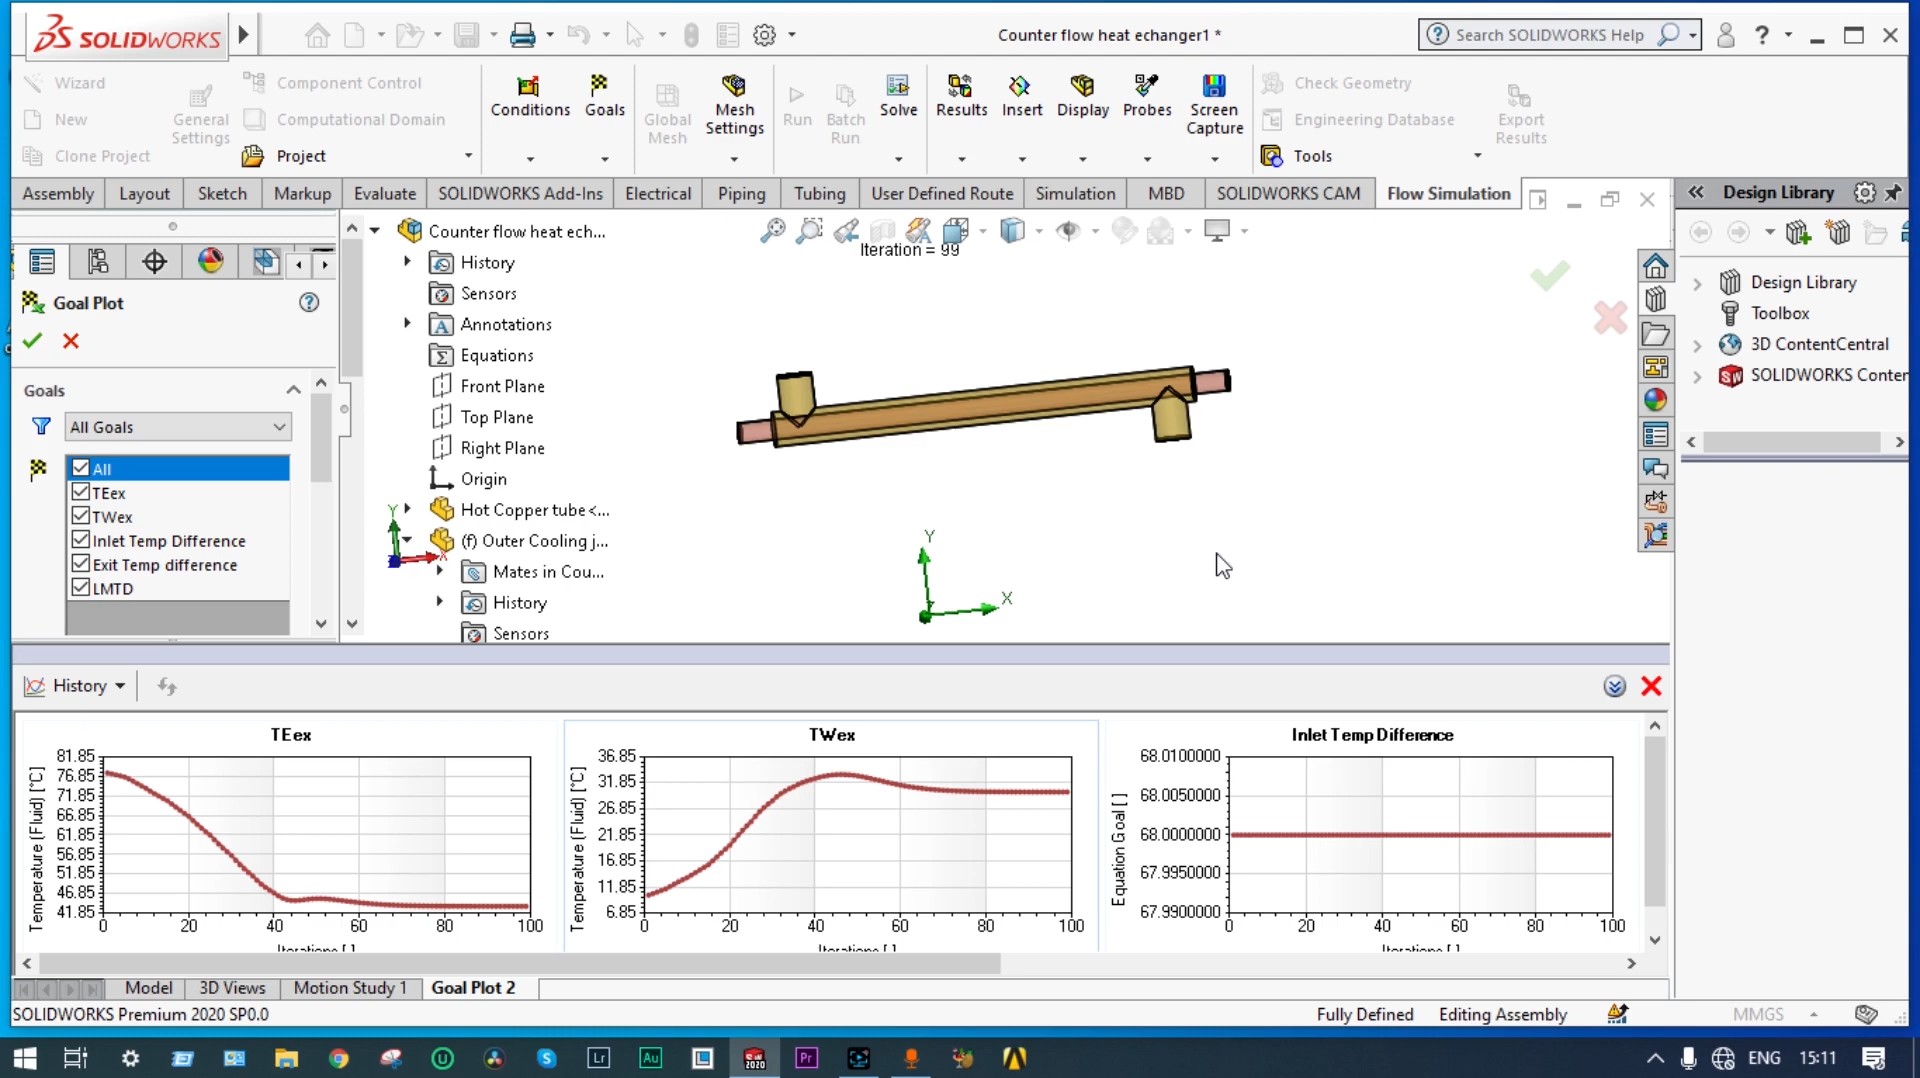 SOLIDWORKS
Counter flow heat echanger1 *
Search SOLIDWORKS Help
Wizard
New
Clone Project
General Settings
Component Control
Computational Domain
Project
Conditions
Goals
Global Mesh
Mesh Settings
Run
Batch Run
Solve
Results
Insert
Display
Probes
Screen Capture
Check Geometry
Engineering Database
Tools
Export Results
Assembly
Layout
Sketch
Markup
Evaluate
SOLIDWORKS Add-Ins
Electrical
Piping
Tubing
User Defined Route
Simulation
MBD
SOLIDWORKS CAM
Flow Simulation
Design Library
Design Library
Toolbox
3D ContentCentral
SOLIDWORKS Conter
Goal Plot
Goals
All Goals
All
TEex
TWex
Inlet Temp Difference
Exit Temp difference
LMTD
Counter flow heat ech...
History
Sensors
Annotations
Equations
Front Plane
Top Plane
Right Plane
Origin
Hot Copper tube<...
(f) Outer Cooling j...
Mates in Cou...
History
Sensors
Iteration = 99
Y
X
Y
X
History
TEex
Temperature (Fluid) [°C]
81.85
76.85
71.85
66.85
61.85
56.85
51.85
46.85
41.85
0 20 40 60 80 100
Iterations [ ]
TWex
Temperature (Fluid) [°C]
36.85
31.85
26.85
21.85
16.85
11.85
6.85
0 20 40 60 80 100
Iterations [ ]
Inlet Temp Difference
Equation Goal [ ]
68.0100000
68.0050000
68.0000000
67.9950000
67.9900000
0 20 40 60 80 100
Iterations [ ]
Model
3D Views
Motion Study 1
Goal Plot 2
SOLIDWORKS Premium 2020 SP0.0
Fully Defined
Editing Assembly
MMGS
Lr
Au
SW 2020
Pr
ENG
15:11